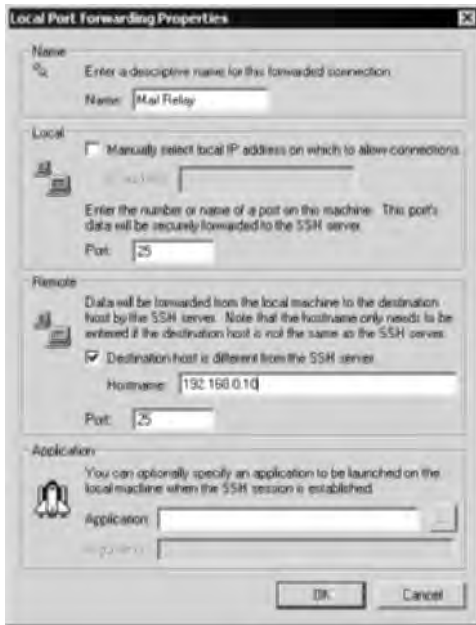 Local Port Forwarding Properties
Name
Enter a descriptive name for this forwarded connection:
Name: Mail Relay
Local
Manually select local IP address on which to allow connections
Enter the number or name of a port on this machine. This port's
data will be securely forwarded to the SSH server.
Port: 25
Remote
Data will be forwarded from the local machine to the destination
host by the SSH server. Note that the hostname only needs to be
entered if the destination host is not the same as the SSH server.
Destination host is different from the SSH server
Hostname: 192.168.0.10
Port: 25
Application
You can optionally specify an application to be launched on the
local machine when the SSH session is established.
Application:
OK
Cancel